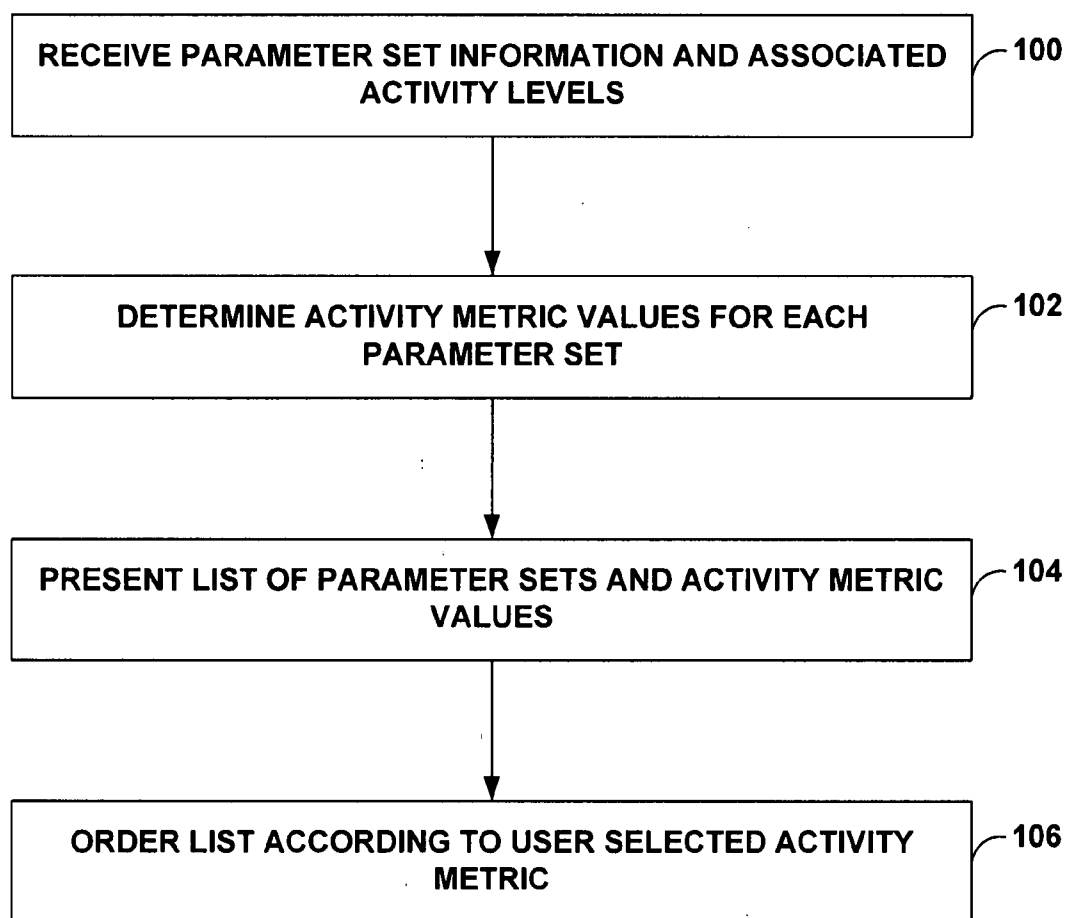 RECEIVE PARAMETER SET INFORMATION AND ASSOCIATED
ACTIVITY LEVELS
100
DETERMINE ACTIVITY METRIC VALUES FOR EACH
PARAMETER SET
102
PRESENT LIST OF PARAMETER SETS AND ACTIVITY METRIC
VALUES
104
ORDER LIST ACCORDING TO USER SELECTED ACTIVITY
METRIC
106